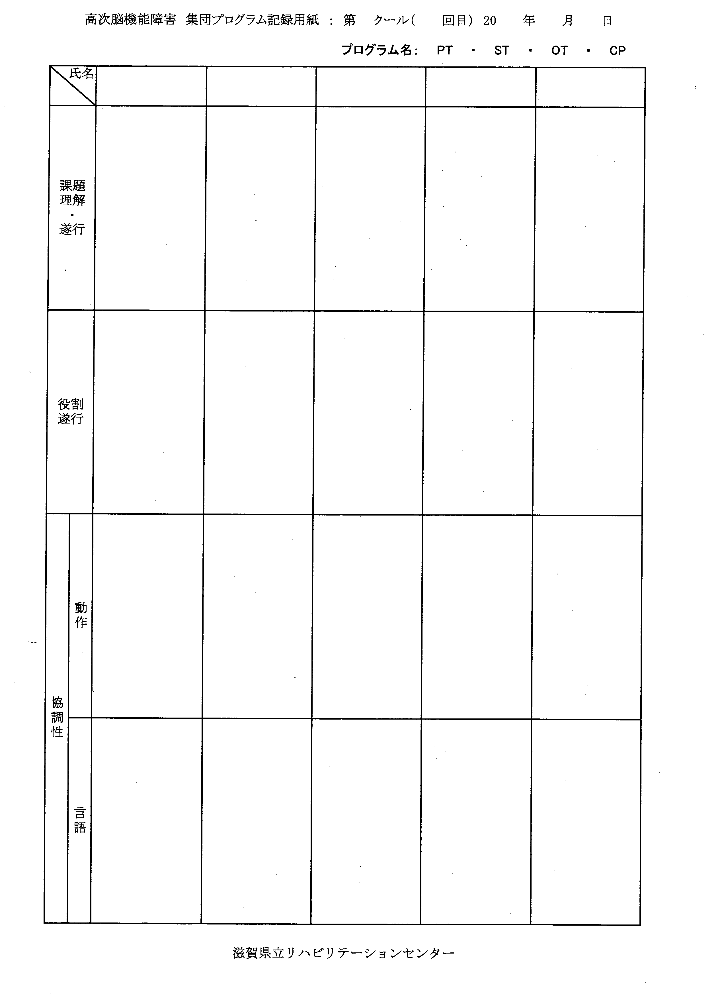 高次脳機能障害 集団プログラム記録用紙 : 第 クール( 回目) 20 年 月 日
プログラム名: PT ・ ST ・ OT ・ CP
氏名
課題
理解
・
遂行
役割
遂行
協調性
動作
言語
滋賀県立リハビリテーションセンター